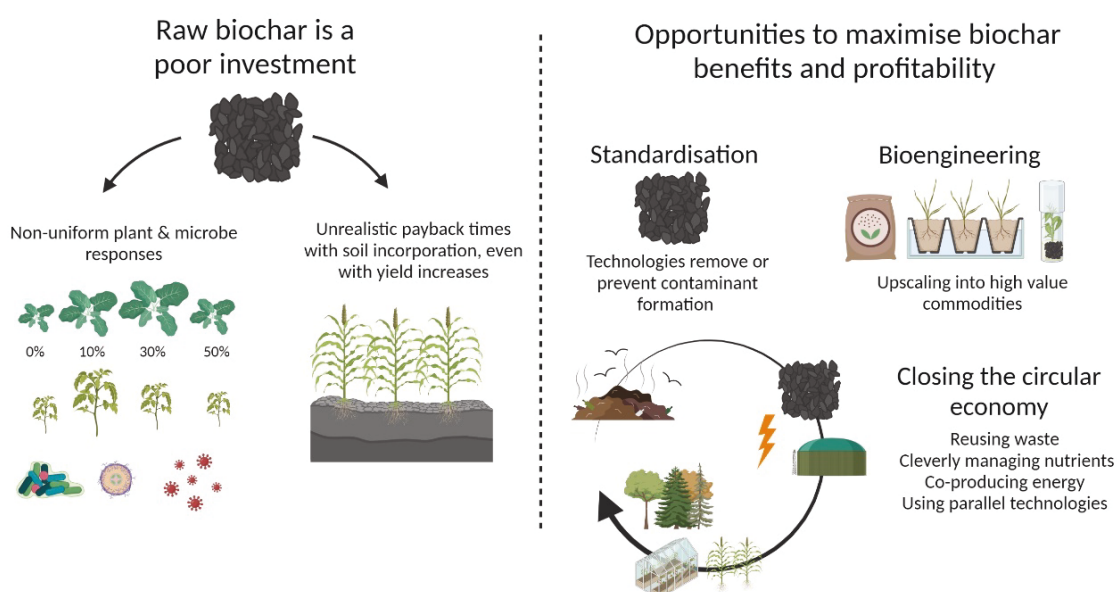 Raw biochar is a
poor investment
Non-uniform plant & microbe
responses
0%
10%
30%
50%
Unrealistic payback times
with soil incorporation, even
with yield increases
Opportunities to maximise biochar
benefits and profitability
Standardisation
Technologies remove or
prevent contaminant
formation
Bioengineering
Upscaling into high value
commodities
Closing the circular
economy
Reusing waste
Cleverly managing nutrients
Co-producing energy
Using parallel technologies